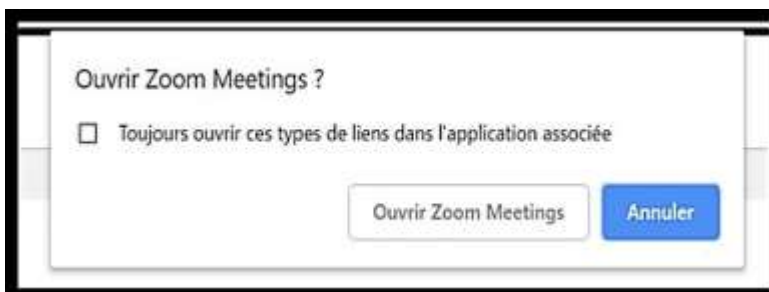 Ouvrir Zoom Meetings ?
Toujours ouvrir ces types de liens dans l'application associée
Ouvrir Zoom Meetings
Annuler